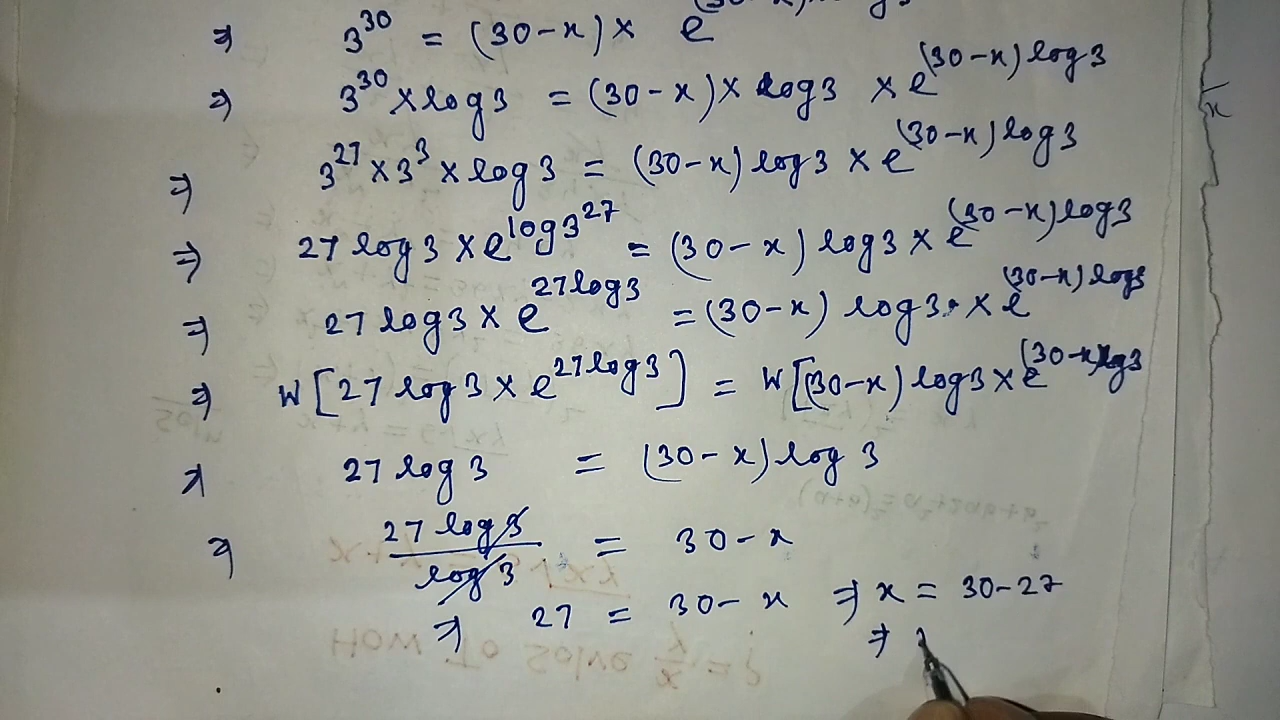 ⇒ 3^30 = (30-x) × e
⇒ 3^30 × log 3 = (30-x) × log 3 × e^(30-x) log 3
⇒ 3^27 × 3^3 × log 3 = (30-x) log 3 × e^(30-x) log 3
⇒ 27 log 3 × e^log 3^27 = (30-x) log 3 × e^(30-x) log 3
⇒ 27 log 3 × e^27 log 3 = (30-x) log 3 × e^(30-x) log 3
⇒ W[27 log 3 × e^27 log 3] = W[(30-x) log 3 × e^(30-x) log 3
⇒ 27 log 3 = (30-x) log 3
⇒ 27 log 3 / log 3 = 30-x
⇒ 27 = 30-x ⇒ x = 30-27
⇒